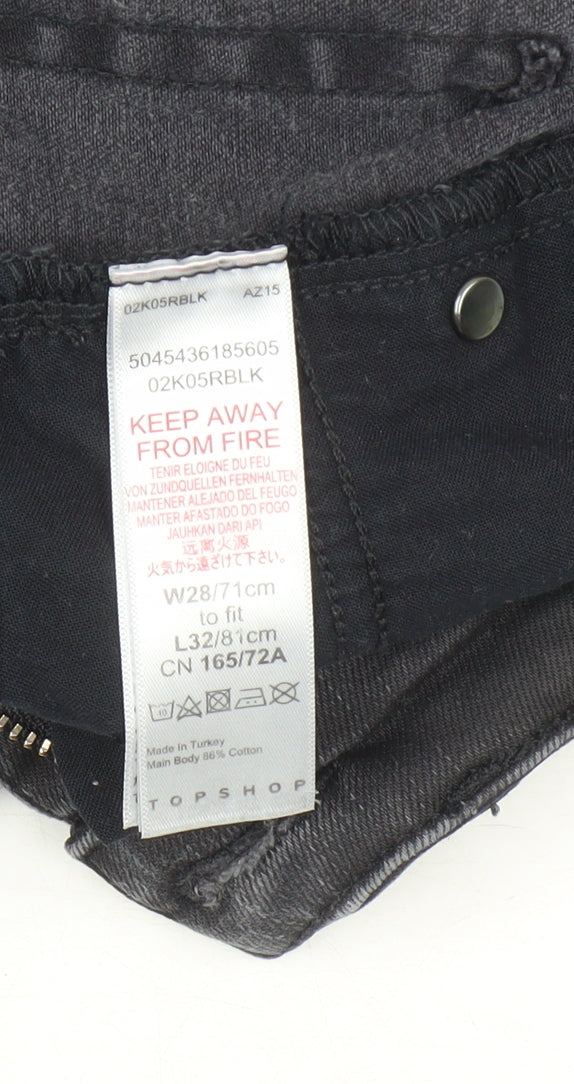 02K05RBLK AZ15
5045436185605
02K05RBLK
KEEP AWAY
FROM FIRE
TENIR ELOIGNE DU FEU
VON ZUNDQUELLEN FERNHALTEN
MANTENER ALEJADO DEL FEUGO
MANTER AFASTADO DO FOGO
JAUHKAN DARI API
远离火源
火気から遠ざけて下さい。
W28/71cm
to fit
L32/81cm
CN 165/72A
Made in Turkey
Main Body 86% Cotton
TOPSHOP